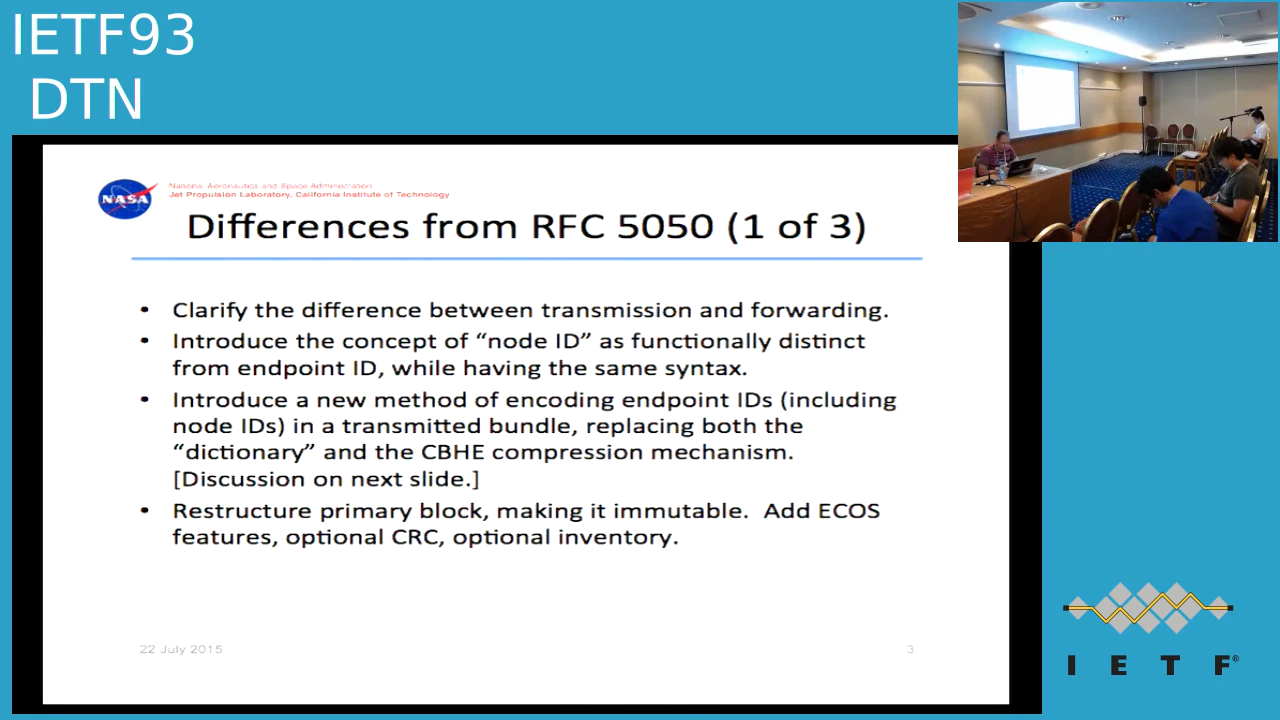 IETF93
DTN
NASA
National Aeronautics and Space Administration
Jet Propulsion Laboratory, California Institute of Technology
Differences from RFC 5050 (1 of 3)
• Clarify the difference between transmission and forwarding.
• Introduce the concept of “node ID” as functionally distinct
from endpoint ID, while having the same syntax.
• Introduce a new method of encoding endpoint IDs (including
node IDs) in a transmitted bundle, replacing both the
“dictionary” and the CBHE compression mechanism.
[Discussion on next slide.]
• Restructure primary block, making it immutable.  Add ECOS
features, optional CRC, optional inventory.
22 July 2015
3
I E T F®